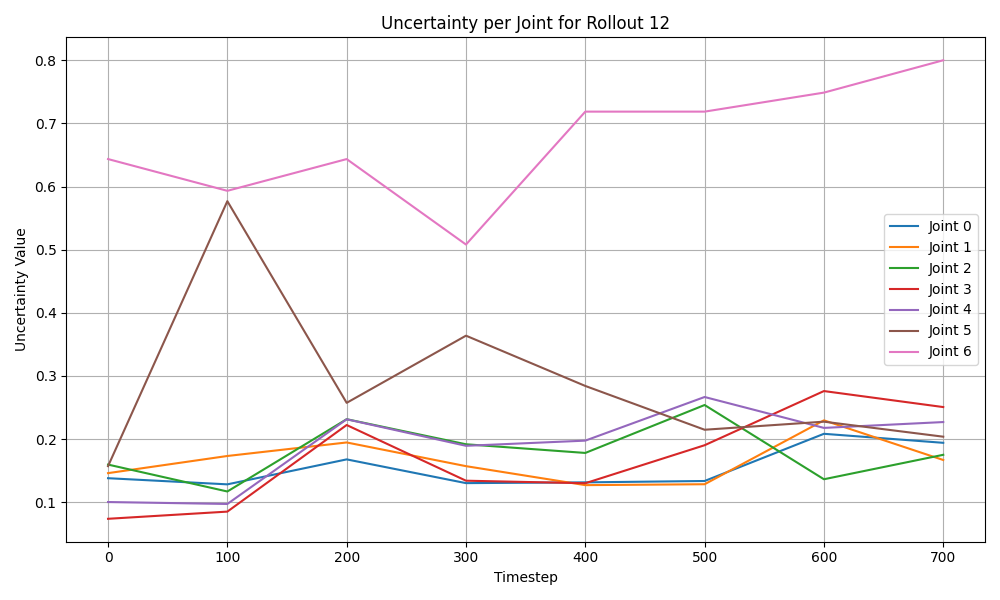 Uncertainty per Joint for Rollout 12
Uncertainty Value
0.8
0.7
0.6
0.5
0.4
0.3
0.2
0.1
Joint 0
Joint 1
Joint 2
Joint 3
Joint 4
Joint 5
Joint 6
0 100 200 300 400 500 600 700
Timestep